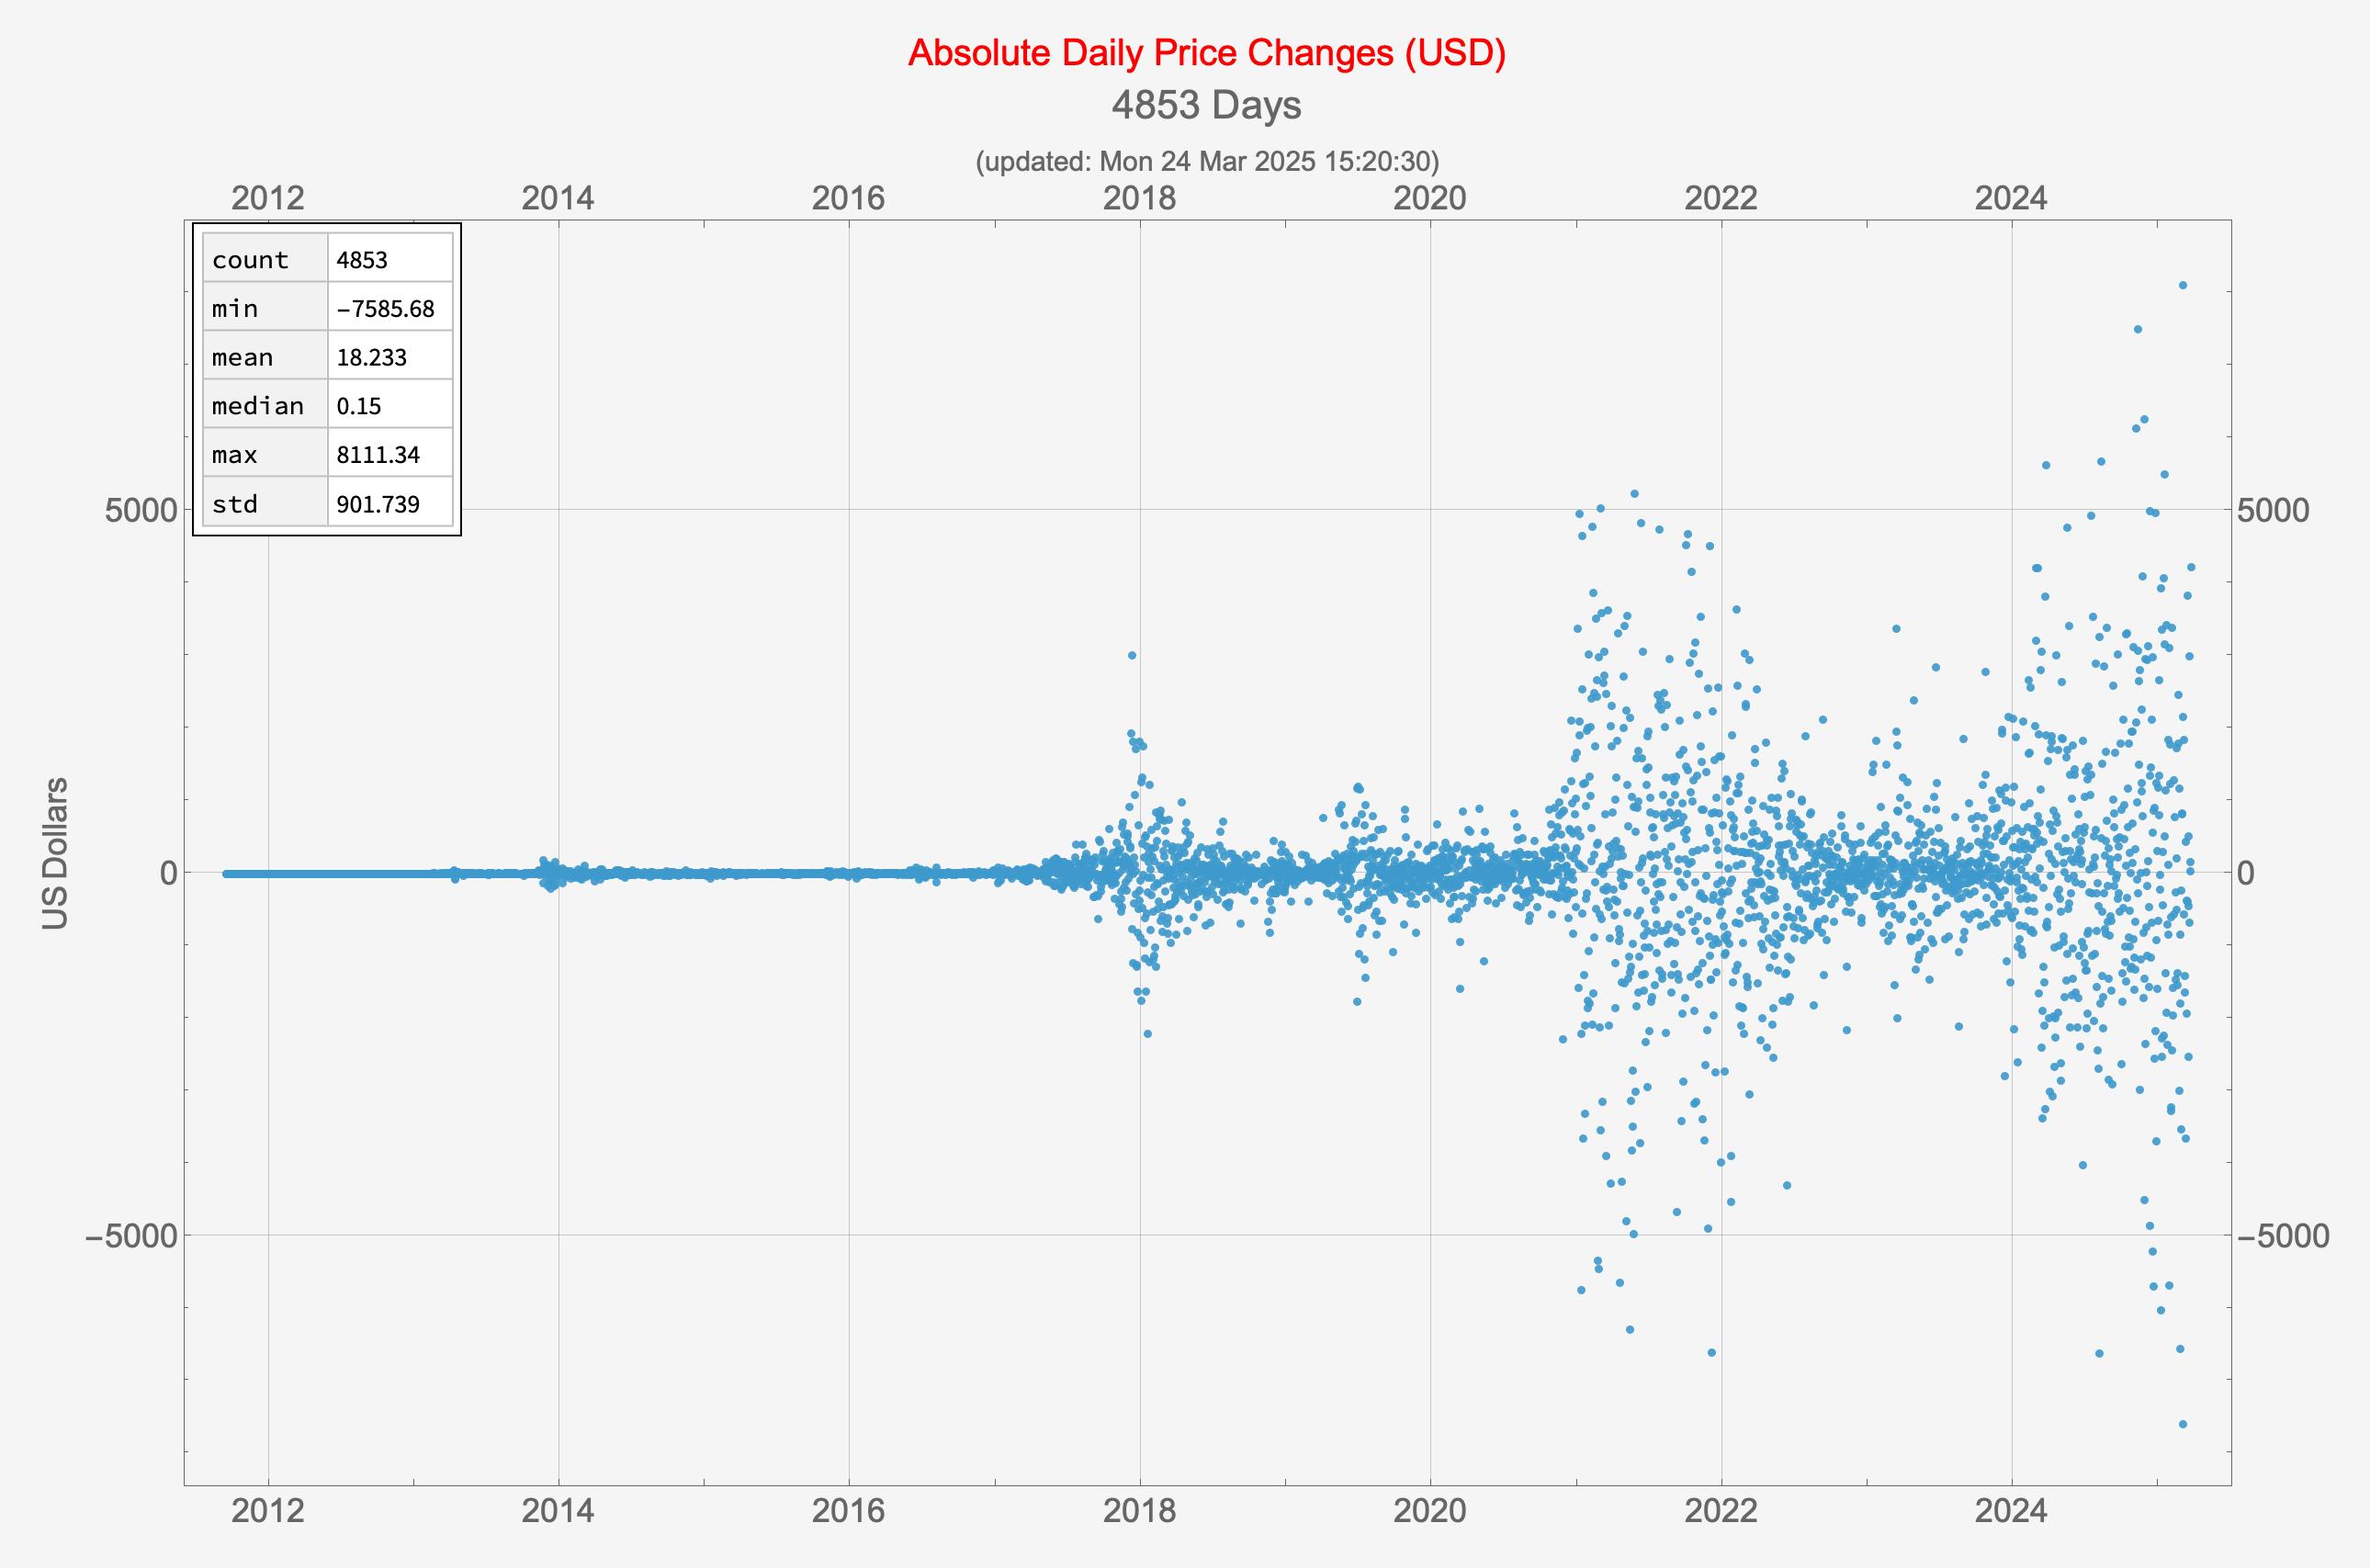 Absolute Daily Price Changes (USD)
4853 Days
(updated: Mon 24 Mar 2025 15:20:30)
2012 2014 2016 2018 2020 2022 2024
count 4853
min −7585.68
mean 18.233
median 0.15
max 8111.34
std 901.739
5000 5000
US Dollars
0 0
−5000 −5000
2012 2014 2016 2018 2020 2022 2024